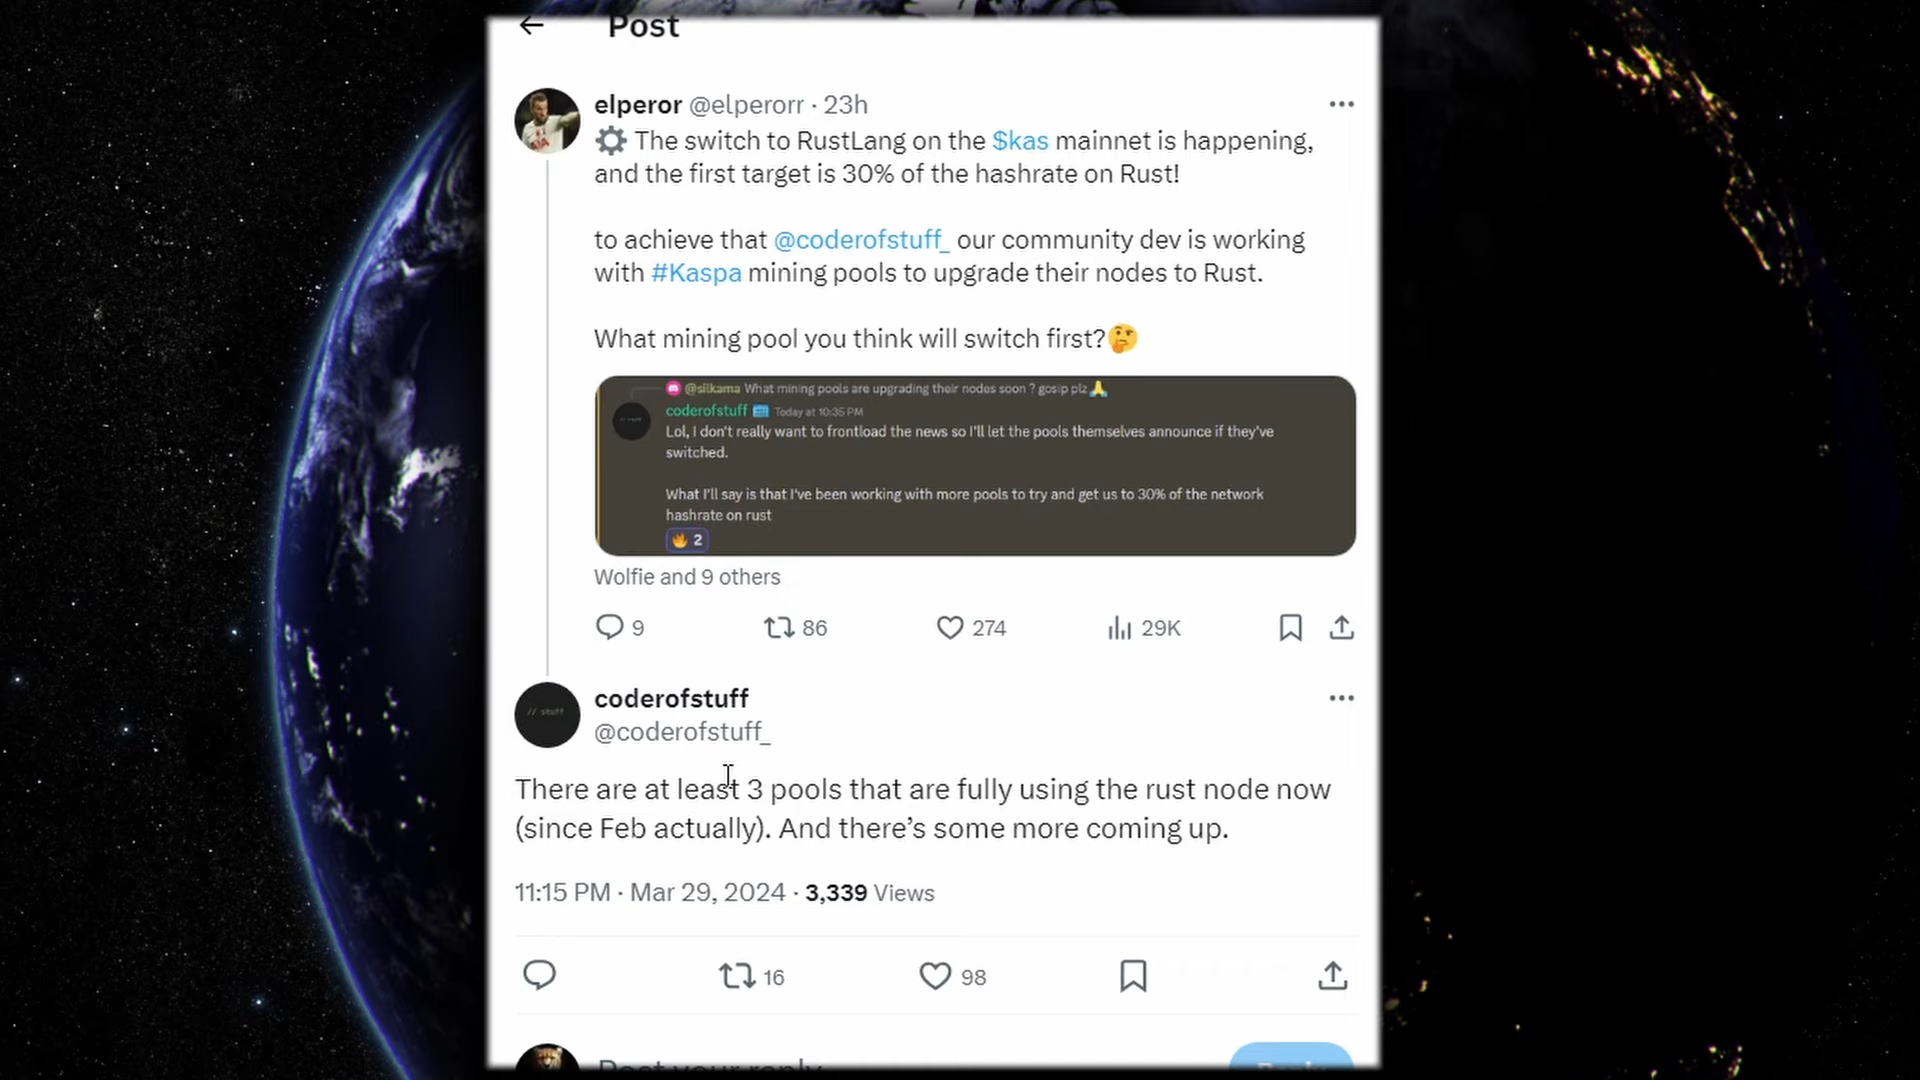 Post
elperor @elperorr · 23h
The switch to RustLang on the $kas mainnet is happening,
and the first target is 30% of the hashrate on Rust!
to achieve that @coderofstuff_ our community dev is working
with #Kaspa mining pools to upgrade their nodes to Rust.
What mining pool you think will switch first?🤔
@silkama What mining pools are upgrading their nodes soon ? gosip plz🙏
coderofstuff Today at 10:35 PM
Lol, I don't really want to frontload the news so I'll let the pools themselves announce if they've
switched.
What I'll say is that I've been working with more pools to try and get us to 30% of the network
hashrate on rust
🔥 2
Wolfie and 9 others
9 86 274 29K
coderofstuff
// stuff
@coderofstuff_
There are at least 3 pools that are fully using the rust node now
(since Feb actually). And there's some more coming up.
11:15 PM · Mar 29, 2024 · 3,339 Views
16 98
Post your reply